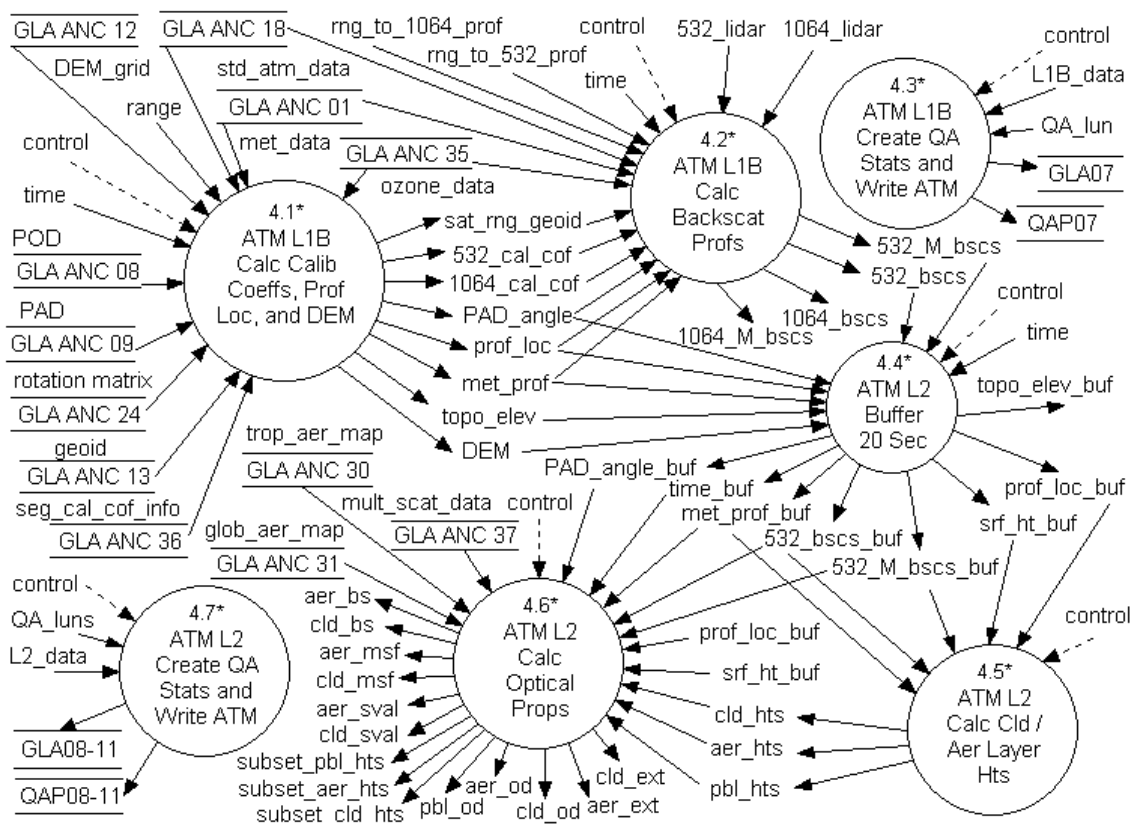 GLA ANC 12
GLA ANC 18
DEM_grid
range
control
time
std_atm_data
GLA ANC 01
met_data
GLA ANC 35
ozone_data
rng_to_1064_prof
rng_to_532_prof
time
control
532_lidar
1064_lidar
control
L1B_data
QA_lun
GLA07
QAP07
4.3*
ATM L1B
Create QA
Stats and
Write ATM
4.2*
ATM L1B
Calc
Backscat
Profs
4.1*
ATM L1B
Calc Calib
Coeffs, Prof
Loc, and DEM
POD
GLA ANC 08
PAD
GLA ANC 09
rotation matrix
GLA ANC 24
geoid
GLA ANC 13
seg_cal_cof_info
GLA ANC 36
sat_rng_geoid
532_cal_cof
1064_cal_cof
PAD_angle
prof_loc
met_prof
topo_elev
DEM
532_M_bscs
532_bscs
1064_bscs
1064_M_bscs
control
time
4.4*
ATM L2
Buffer
20 Sec
topo_elev_buf
prof_loc_buf
srf_ht_buf
PAD_angle_buf
time_buf
met_prof_buf
532_bscs_buf
532_M_bscs_buf
trop_aer_map
GLA ANC 30
mult_scat_data
GLA ANC 37
control
glob_aer_map
GLA ANC 31
4.6*
ATM L2
Calc
Optical
Props
prof_loc_buf
srf_ht_buf
cld_hts
aer_hts
pbl_hts
control
4.5*
ATM L2
Calc Cld /
Aer Layer
Hts
aer_bs
cld_bs
aer_msf
cld_msf
aer_sval
cld_sval
subset_pbl_hts
subset_aer_hts
subset_cld_hts
pbl_od
aer_od
cld_od
aer_ext
cld_ext
control
QA_luns
L2_data
4.7*
ATM L2
Create QA
Stats and
Write ATM
GLA08-11
QAP08-11